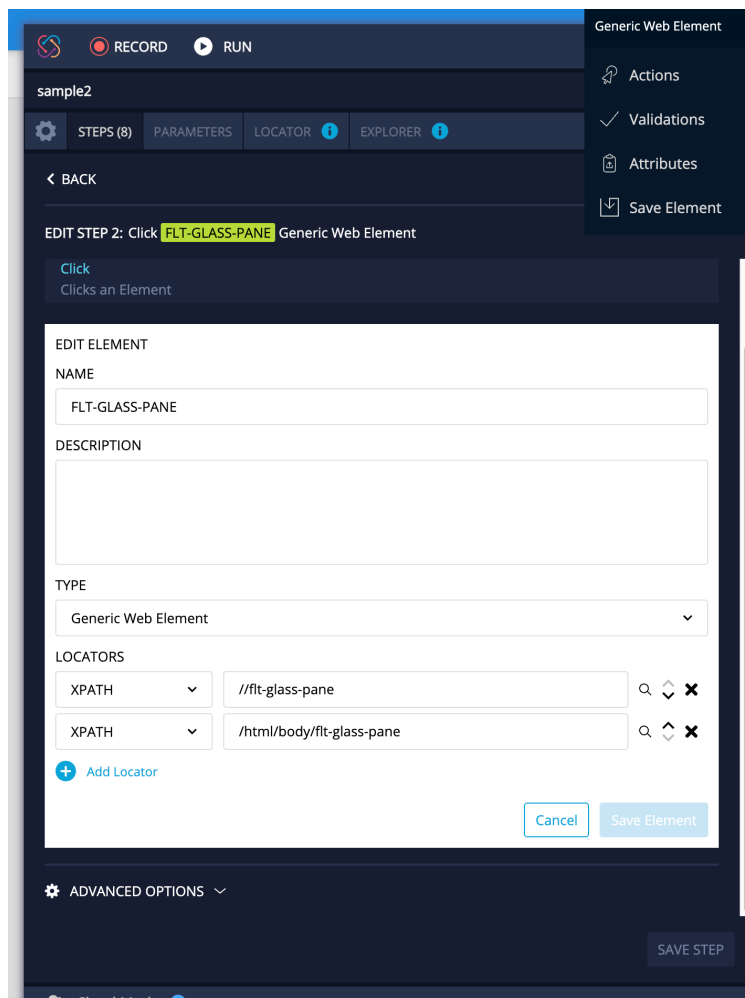 RECORD RUN
Generic Web Element
Actions
Validations
Attributes
Save Element
sample2
STEPS (8) PARAMETERS LOCATOR i EXPLORER i
BACK
EDIT STEP 2: Click FLT-GLASS-PANE Generic Web Element
Click
Clicks an Element
EDIT ELEMENT
NAME
FLT-GLASS-PANE
DESCRIPTION
TYPE
Generic Web Element
LOCATORS
XPATH //flt-glass-pane
XPATH /html/body/flt-glass-pane
Add Locator
Cancel Save Element
ADVANCED OPTIONS
SAVE STEP